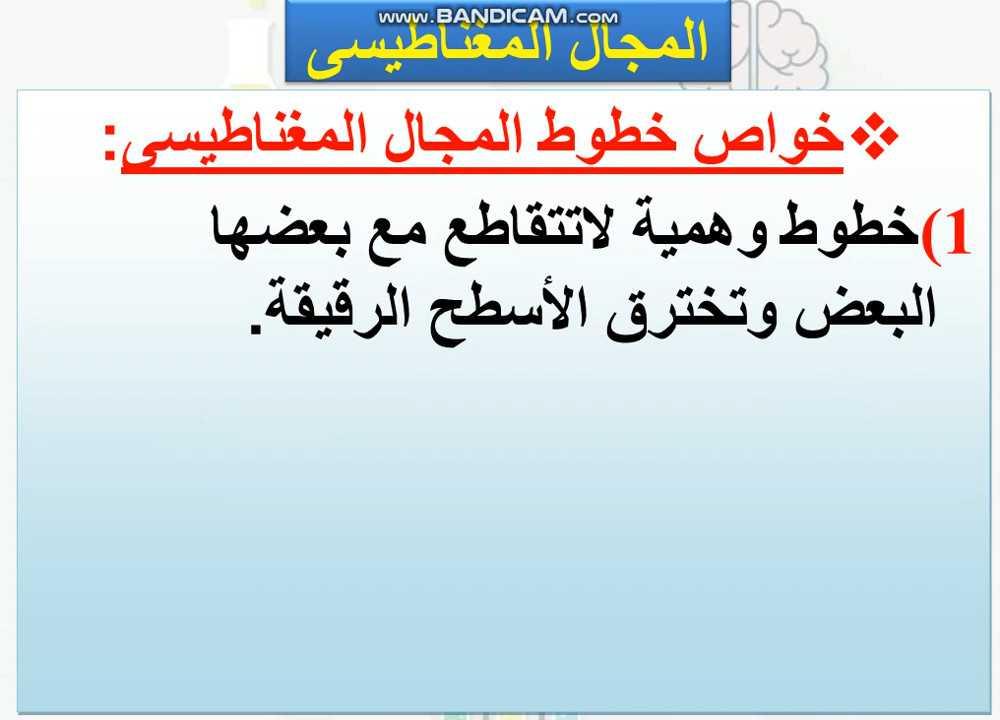 www.BANDICAM.com
المجال المغناطيسى
❖خواص خطوط المجال المغناطيسى:
1)خطوط وهمية لاتتقاطع مع بعضها
البعض وتخترق الأسطح الرقيقة.